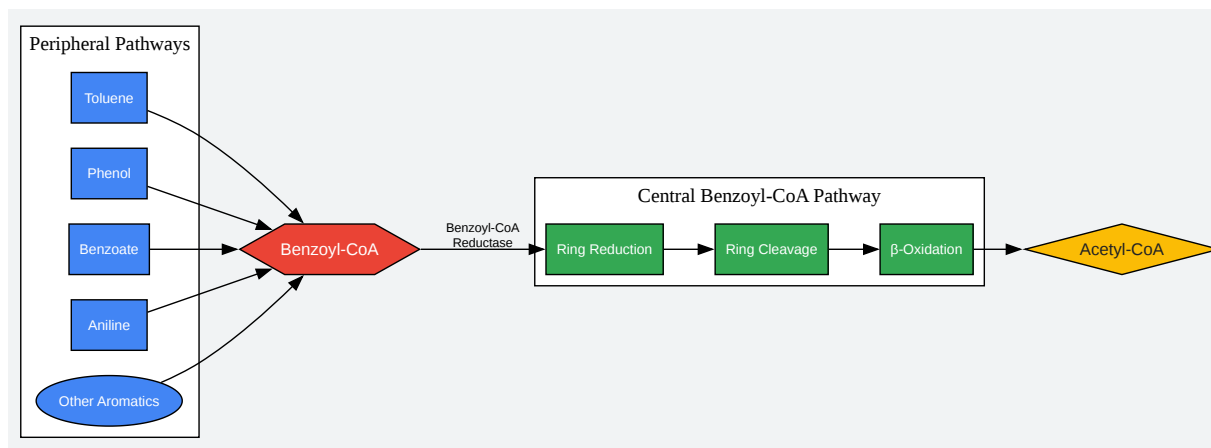 Peripheral Pathways
Toluene
Phenol
Benzoate
Aniline
Other Aromatics
Benzoyl-CoA
Benzoyl-CoA
Reductase
Central Benzoyl-CoA Pathway
Ring Reduction
Ring Cleavage
β-Oxidation
Acetyl-CoA